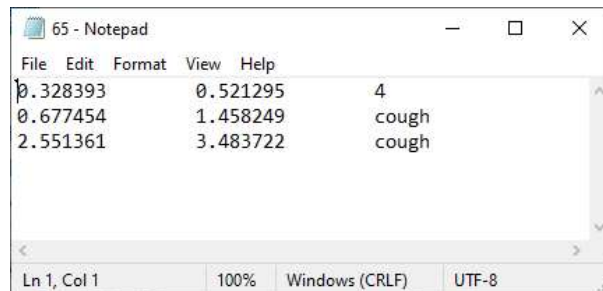 65 - Notepad
File Edit Format View Help
0.328393 0.521295 4
0.677454 1.458249 cough
2.551361 3.483722 cough
Ln 1, Col 1 100% Windows (CRLF) UTF-8